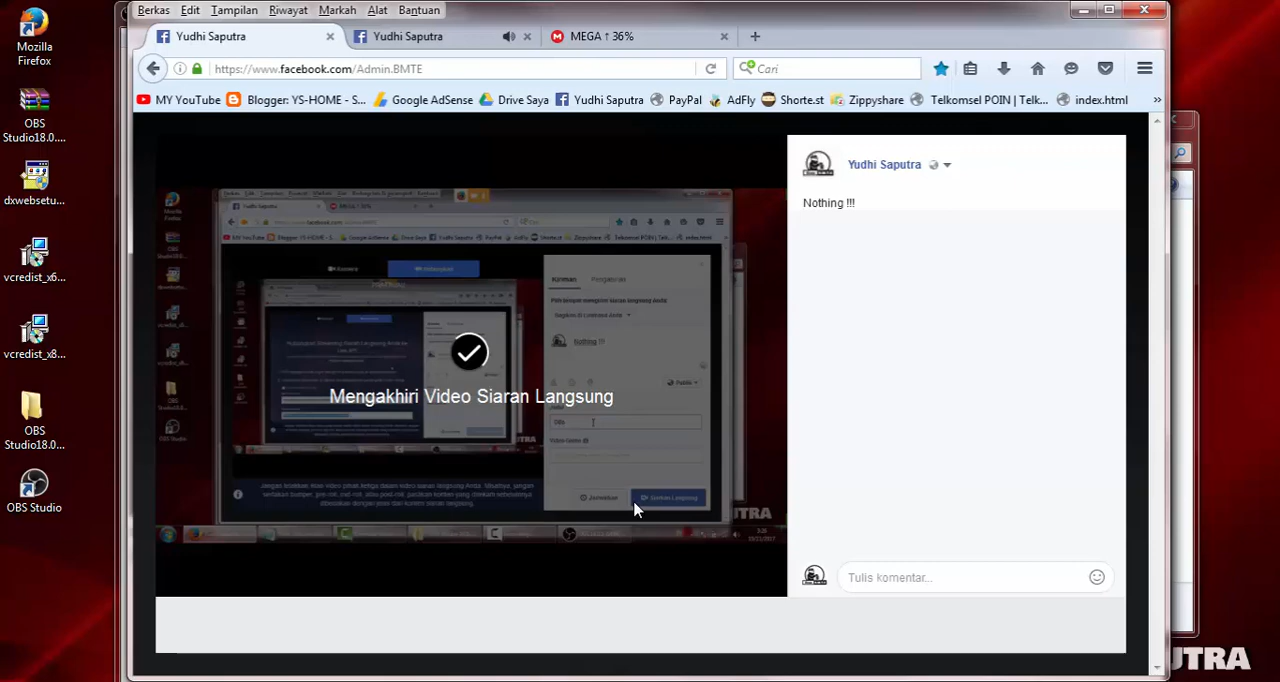 Berkas Edit Tampilan Riwayat Markah Alat Bantuan
Yudhi Saputra
Yudhi Saputra
MEGA ↑ 36%
https://www.facebook.com/Admin.BMTE
Cari
MY YouTube
Blogger: YS-HOME - S...
Google AdSense
Drive Saya
Yudhi Saputra
PayPal
AdFly
Shorte.st
Zippyshare
Telkomsel POIN | Telk...
index.html
»
Mozilla
Firefox
OBS
Studio18.0....
dxwebsetu...
vcredist_x6...
vcredist_x8...
OBS
Studio18.0....
OBS Studio
Yudhi Saputra
Nothing !!!
Mengakhiri Video Siaran Langsung
Kiriman
Nothing !!!
Tulis komentar...
UTRA